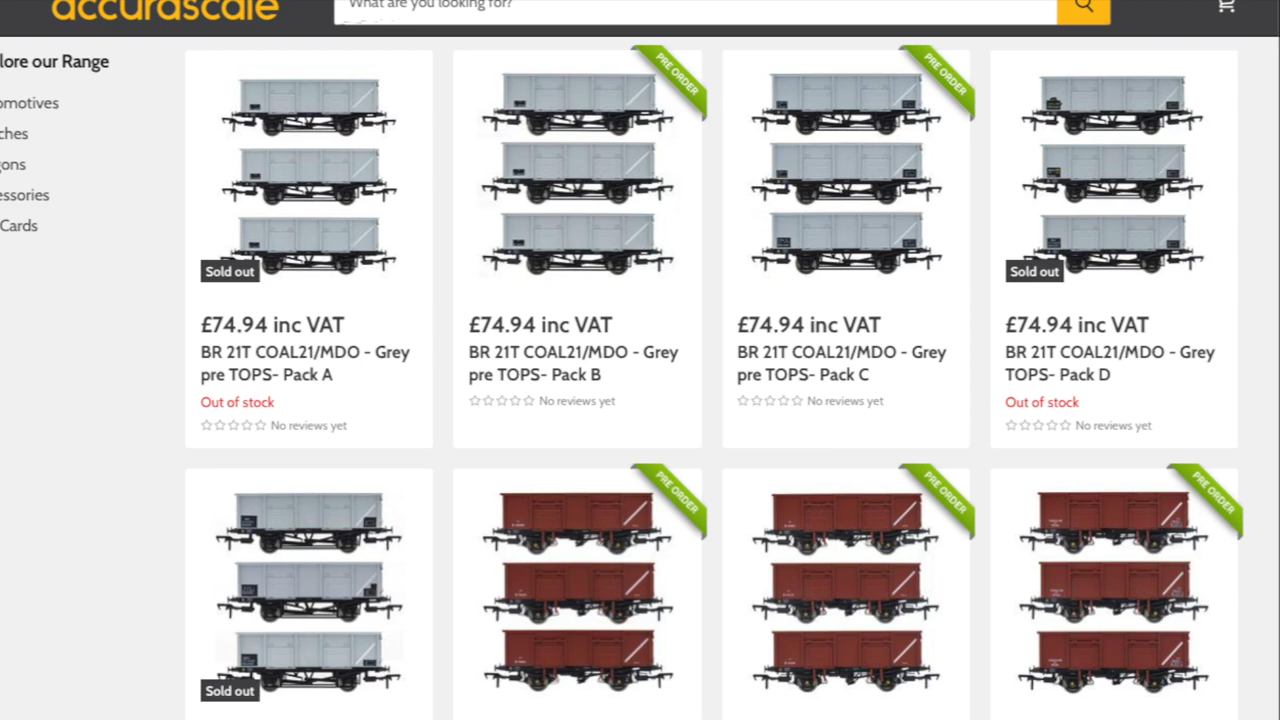 accurascale
What are you looking for?
lore our Range
omotives
ches
ons
essories
Cards
PRE ORDER
PRE ORDER
Sold out
Sold out
£74.94 inc VAT
BR 21T COAL21/MDO - Grey
pre TOPS- Pack A
Out of stock
No reviews yet
£74.94 inc VAT
BR 21T COAL21/MDO - Grey
pre TOPS- Pack B
No reviews yet
£74.94 inc VAT
BR 21T COAL21/MDO - Grey
pre TOPS- Pack C
No reviews yet
£74.94 inc VAT
BR 21T COAL21/MDO - Grey
TOPS- Pack D
Out of stock
No reviews yet
PRE ORDER
PRE ORDER
PRE ORDER
Sold out